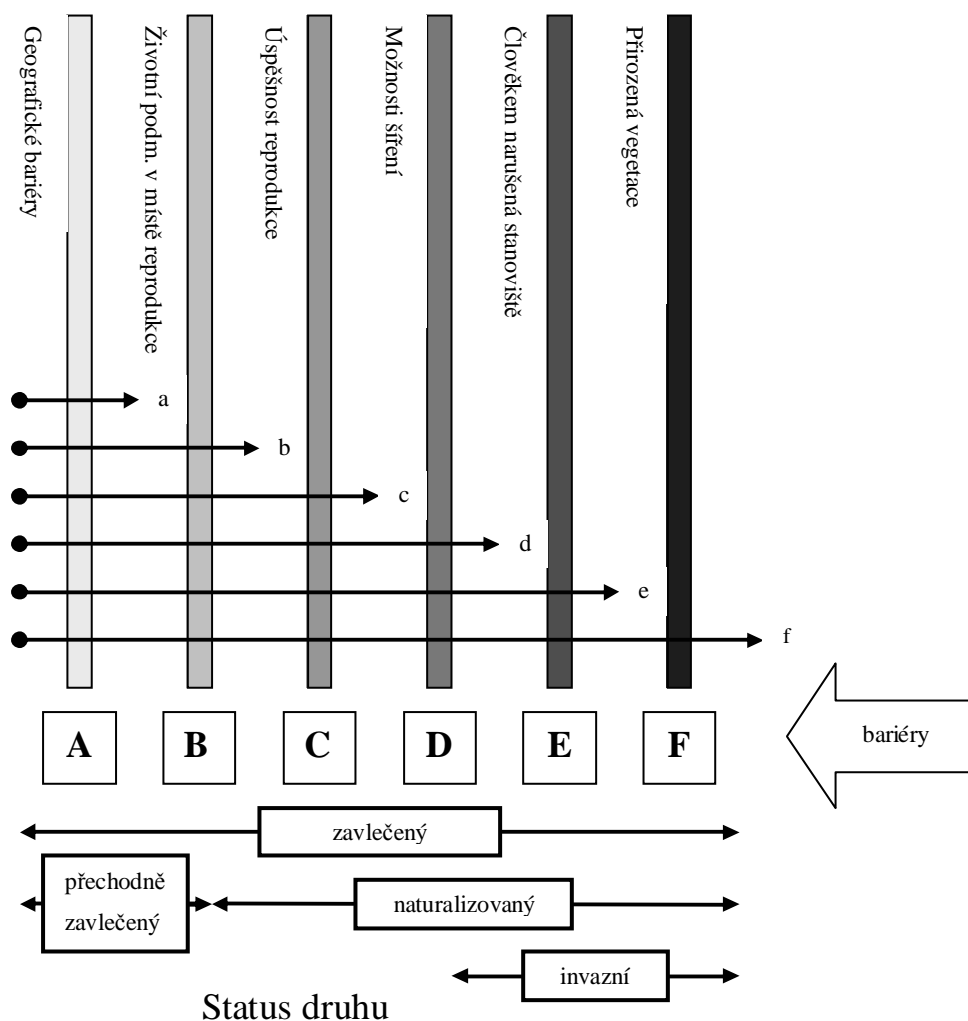 Geografické bariéry
Životní podm. v místě reprodukce
Úspěšnost reprodukce
Možnosti šíření
Člověkem narušená stanoviště
Přirozená vegetace
a
b
c
d
e
f
A
B
C
D
E
F
bariéry
zavlečený
přechodně
zavlečený
naturalizovaný
invazní
Status druhu